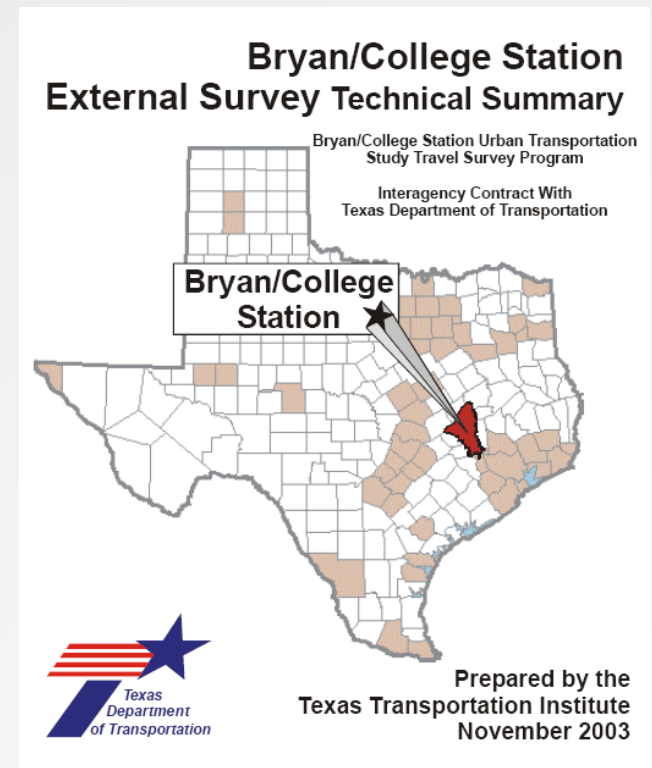 Bryan/College Station
External Survey Technical Summary
Bryan/College Station Urban Transportation
Study Travel Survey Program
Interagency Contract With
Texas Department of Transportation
Bryan/College
Station
Texas
Department
of Transportation
Prepared by the
Texas Transportation Institute
November 2003